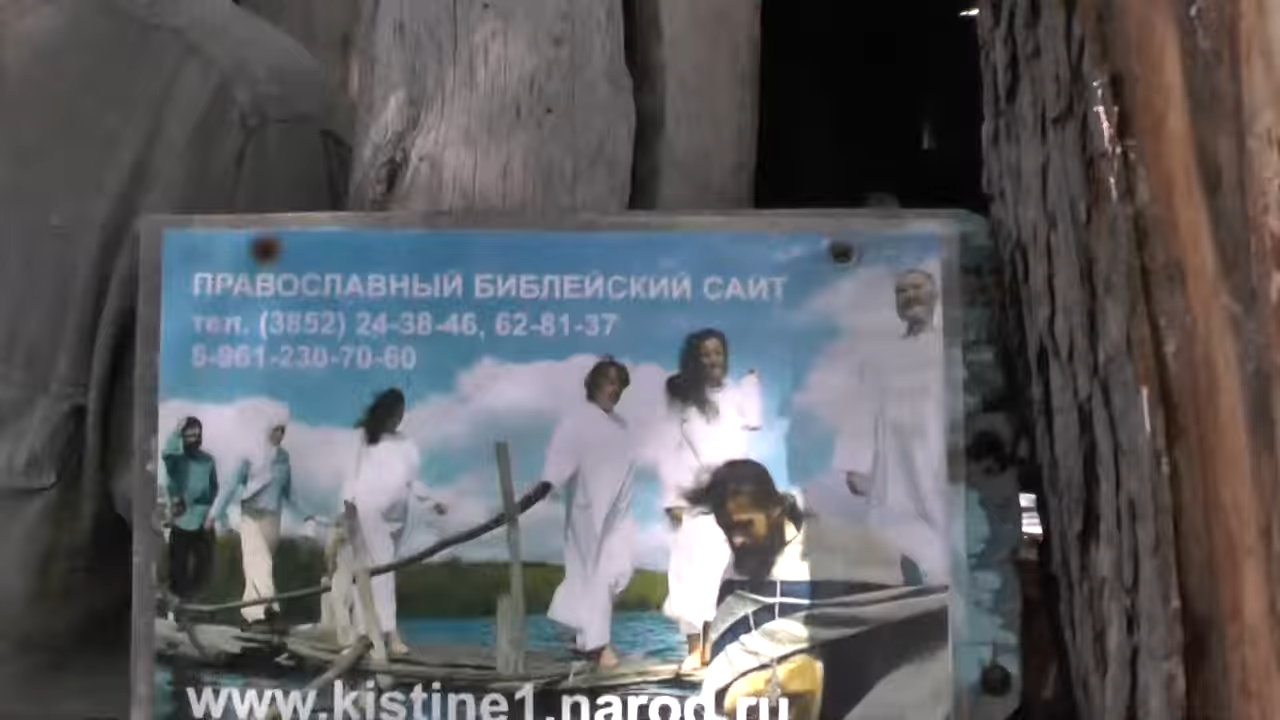 ПРАВОСЛАВНЫЙ БИБЛЕЙСКИЙ САЙТ
тел. (3852) 24-38-46, 62-81-37
8-961-230-70-60
www.kistine1.narod.ru